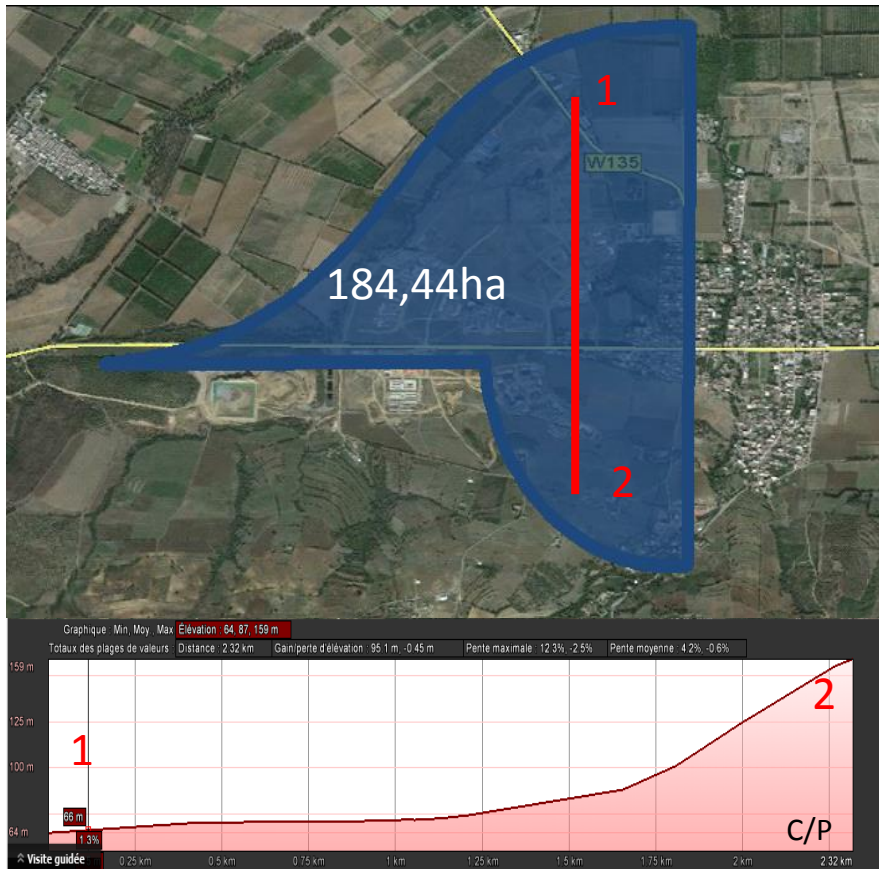 1
W135
184,44ha
2
Graphique : Min, Moy., Max Élévation : 64, 87, 159 m
Totaux des plages de valeurs Distance : 2.32 km Gain/perte d'élévation : 95.1 m, -0.45 m Pente maximale : 12.3%, -2.5% Pente moyenne : 4.2%, -0.6%
159 m
2
125 m
1
100 m
66 m
64 m
1.3%
C/P
Visite guidée 0.25 km 0.5 km 0.75 km 1 km 1.25 km 1.5 km 1.75 km 2 km 2.32 km